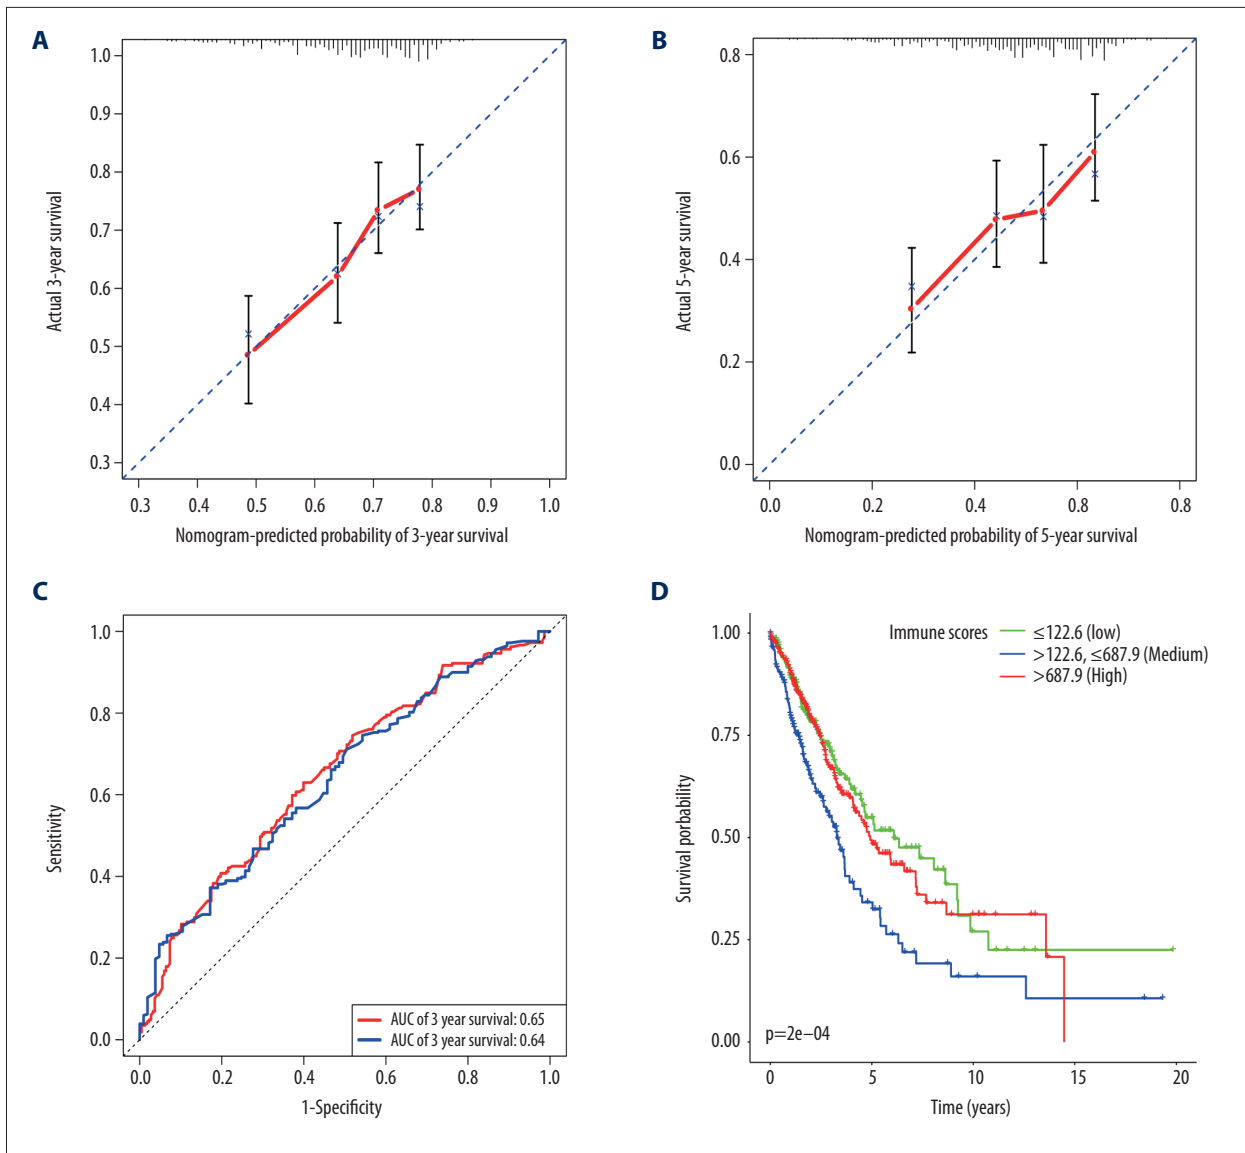 A
1.0
0.9
0.8
0.7
0.6
0.5
0.4
0.3
Actual 3-year survival
0.3 0.4 0.5 0.6 0.7 0.8 0.9 1.0
Nomogram-predicted probability of 3-year survival
B
0.8
0.6
0.4
0.2
0.0
Actual 5-year survival
0.0 0.2 0.4 0.8 0.8
Nomogram-predicted probability of 5-year survival
C
1.0
0.8
0.6
0.4
0.2
0.0
Sensitivity
AUC of 3 year survival: 0.65
AUC of 3 year survival: 0.64
0.0 0.2 0.4 0.6 0.8 1.0
1-Specificity
D
1.00
0.75
0.50
0.25
0.00
Survival porbability
Immune scores
≤122.6 (low)
>122.6, ≤687.9 (Medium)
>687.9 (High)
p=2e–04
0 5 10 15 20
Time (years)